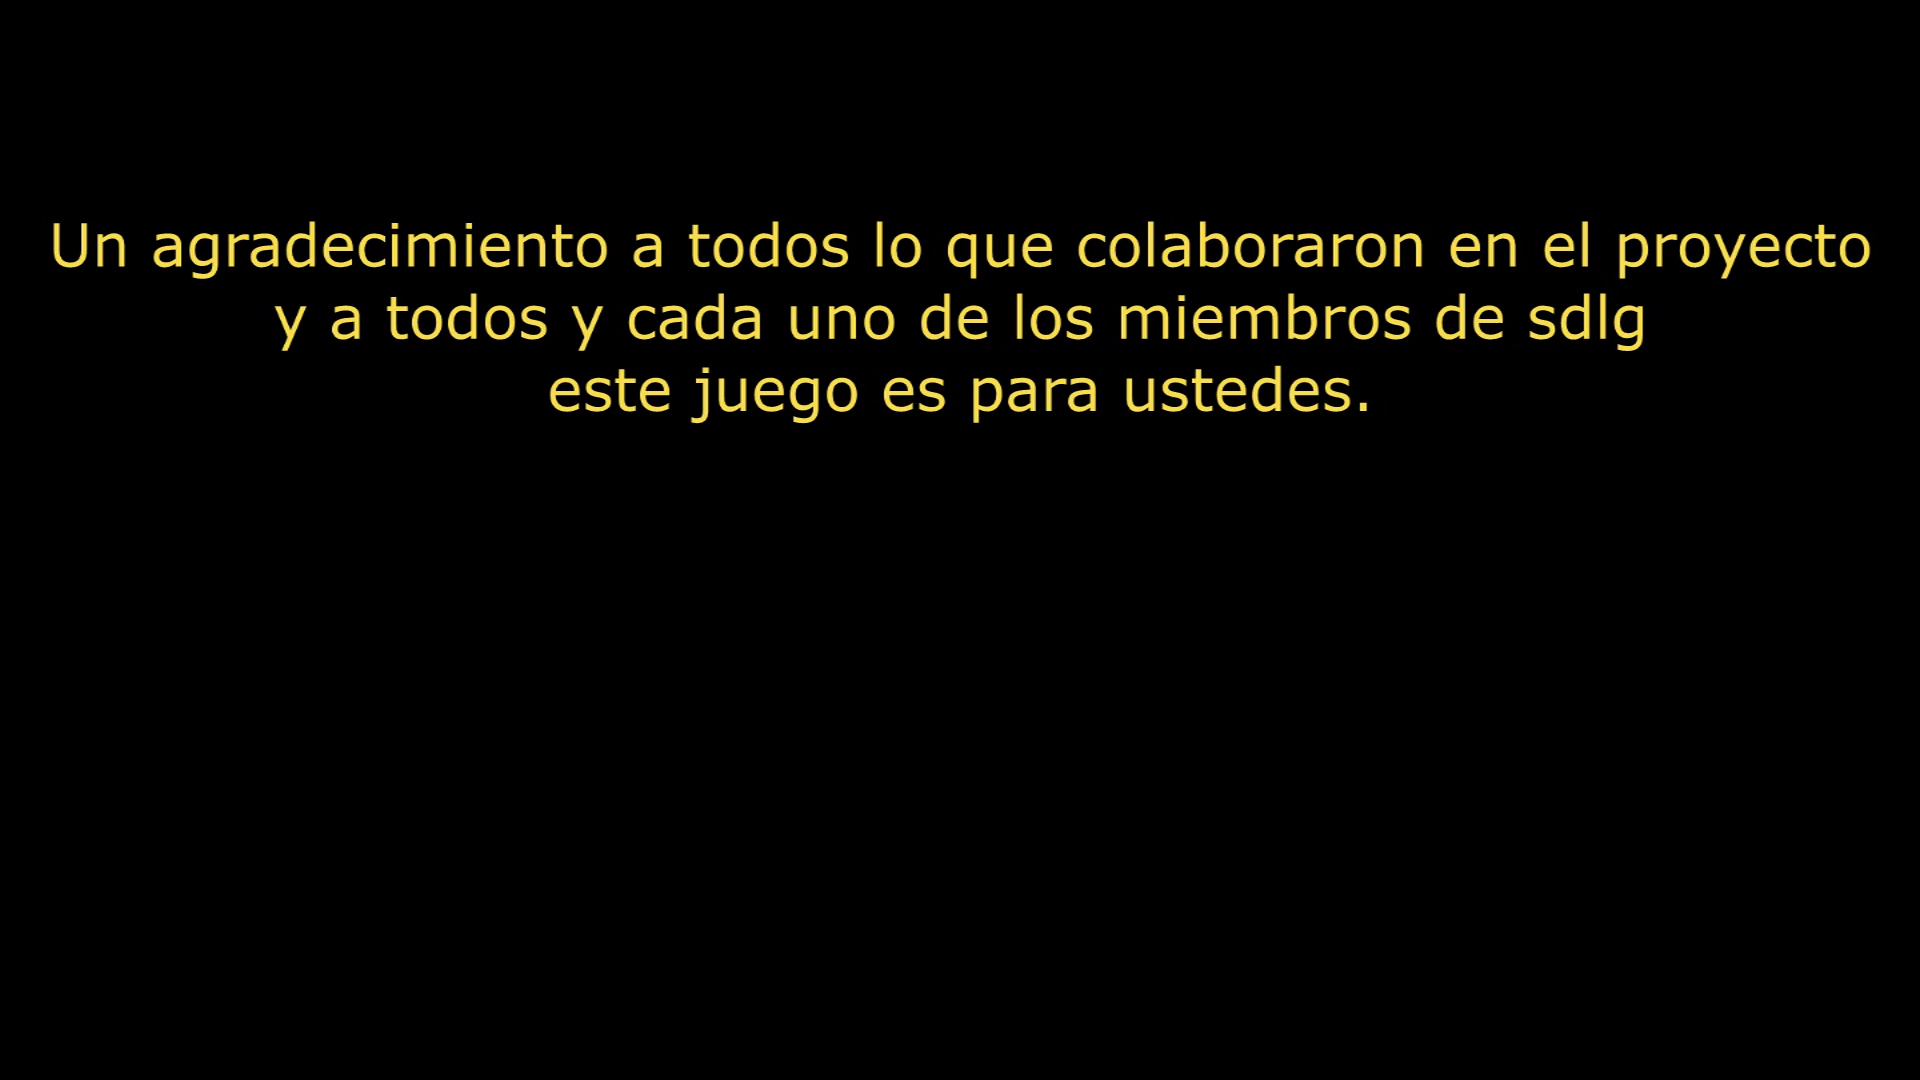 Un agradecimiento a todos lo que colaboraron en el proyecto
y a todos y cada uno de los miembros de sdlg
este juego es para ustedes.